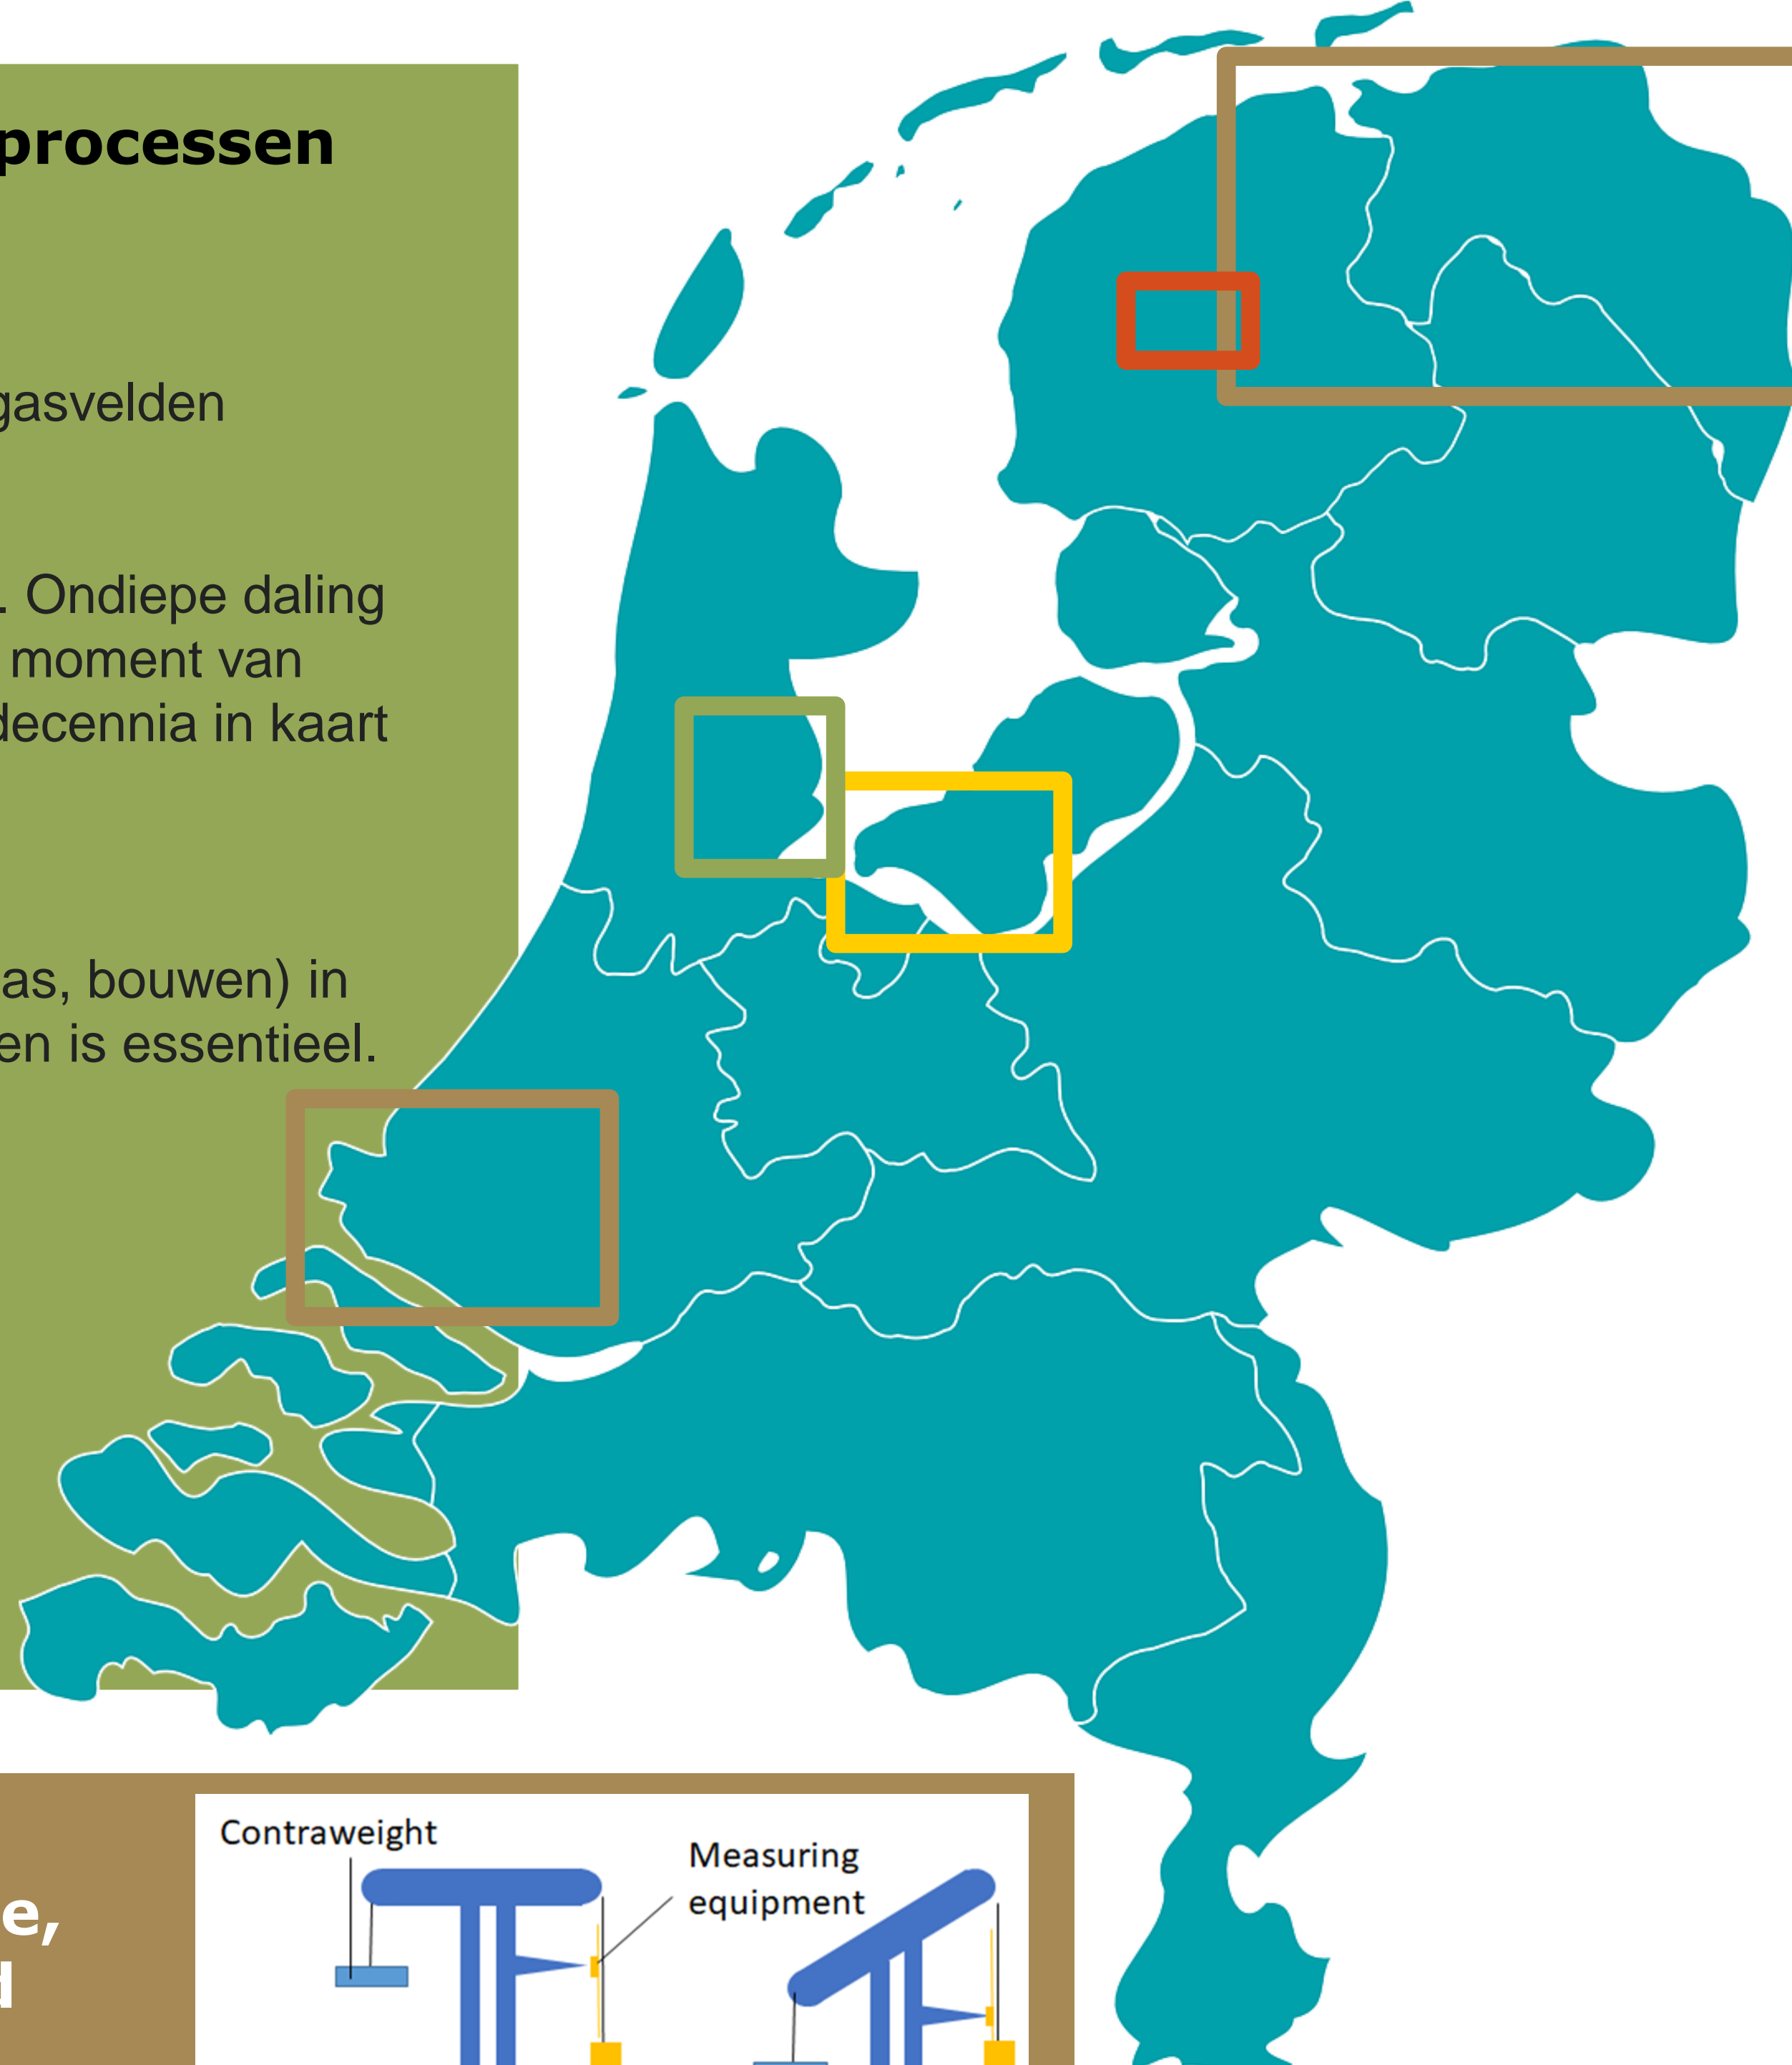 processen
gasvelden
. Ondiepe daling
moment van
decennia in kaart
as, bouwen) in
en is essentieel.
Contraweight
Measuring
equipment
e,